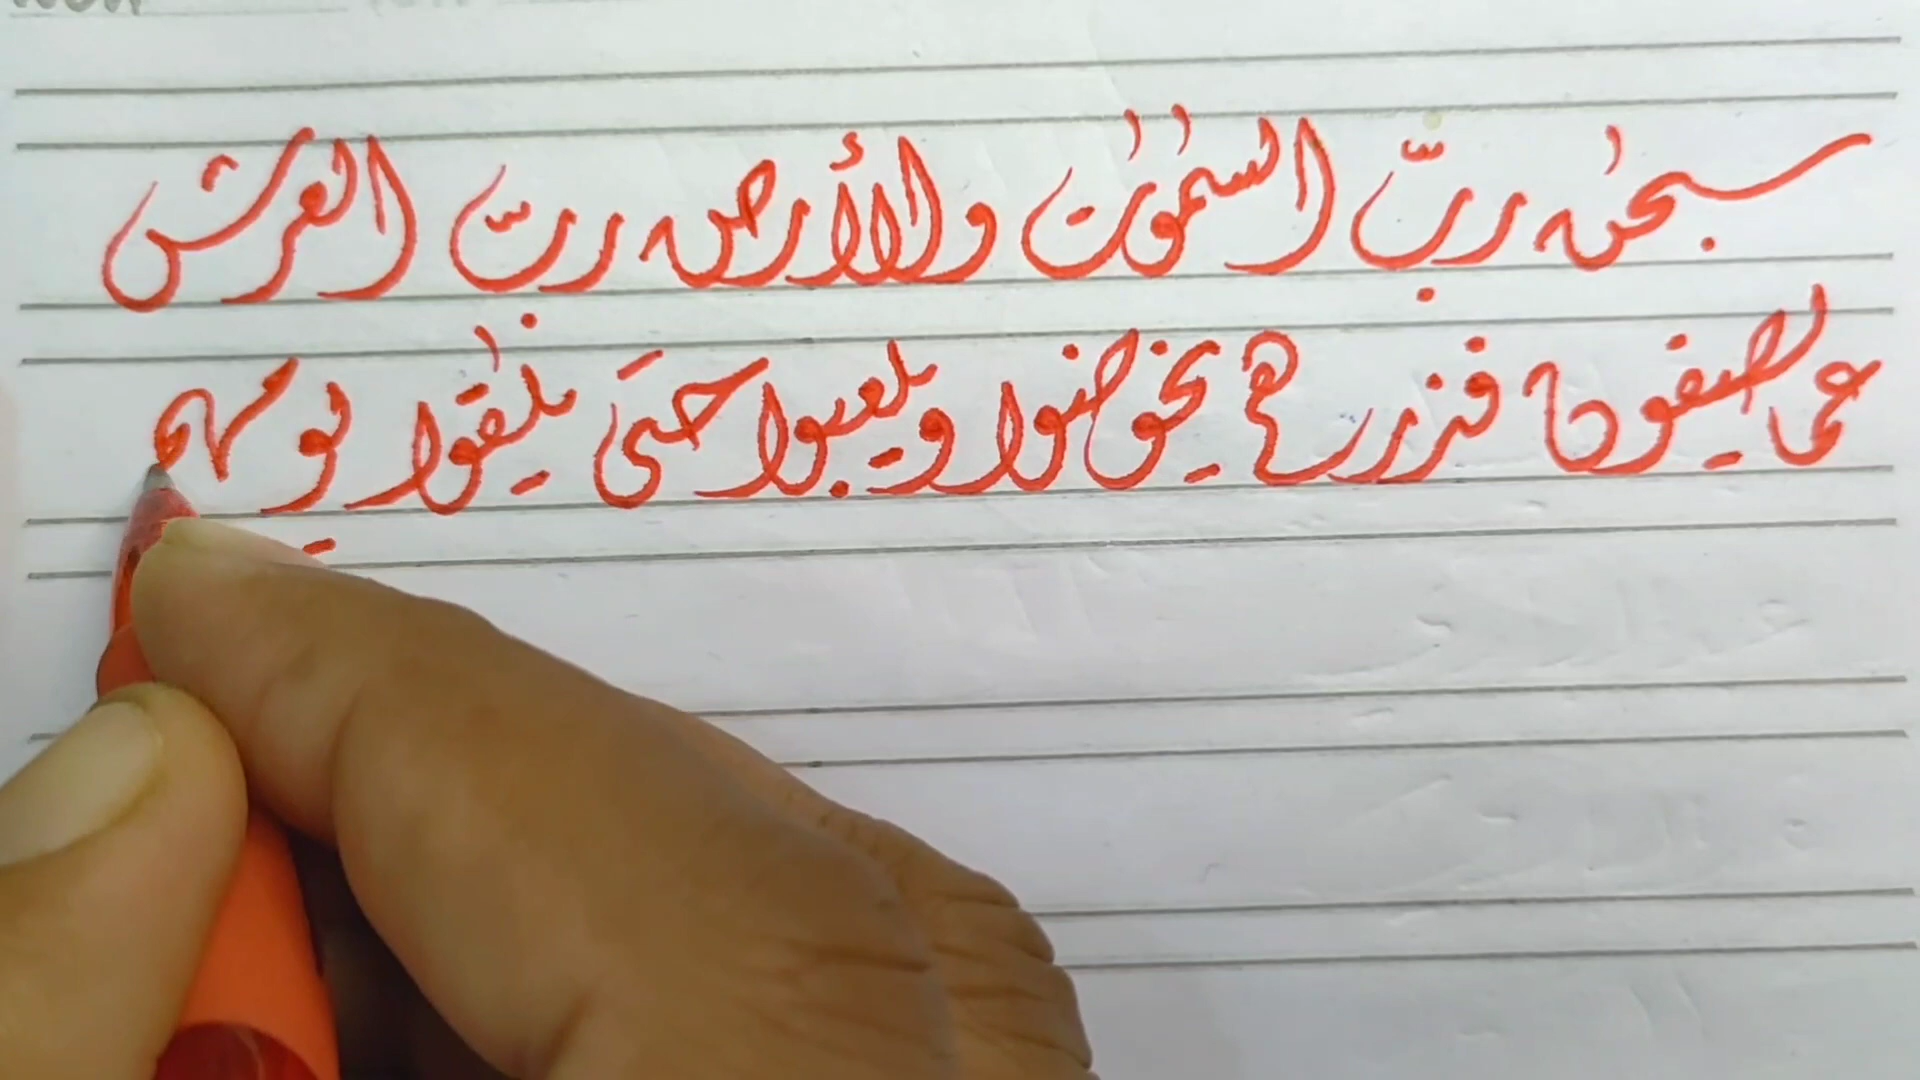 سبحٰن ربّ السمٰوٰت والأرض ربّ العرش
عما يصفون فذرهم يخوضوا ويلعبوا حتى يلٰقوا يومهم